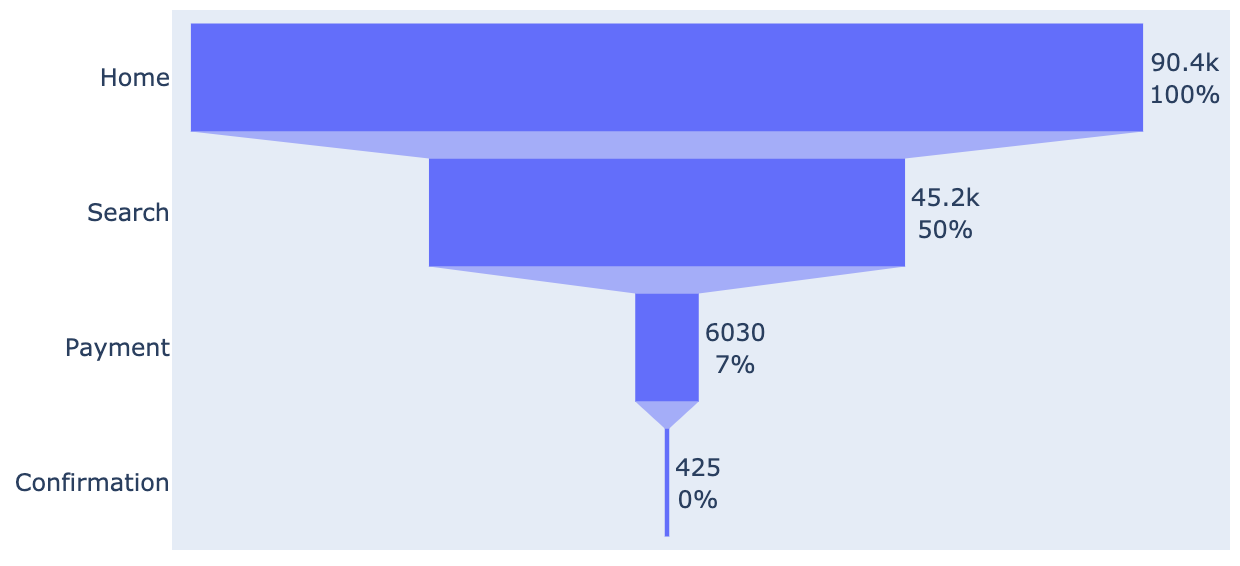 Home
90.4k
100%
Search
45.2k
50%
Payment
6030
7%
Confirmation
425
0%